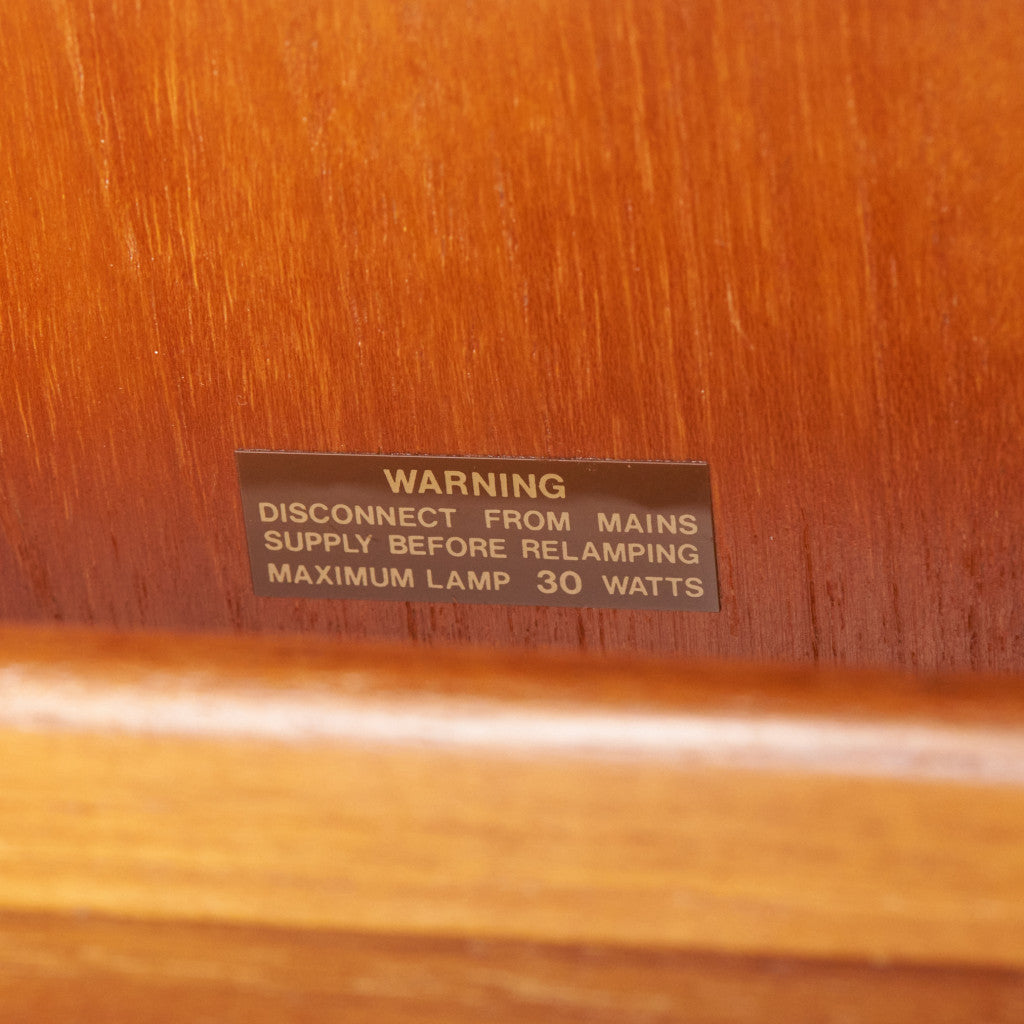 WARNING
DISCONNECT FROM MAINS
SUPPLY BEFORE RELAMPING
MAXIMUM LAMP 30 WATTS